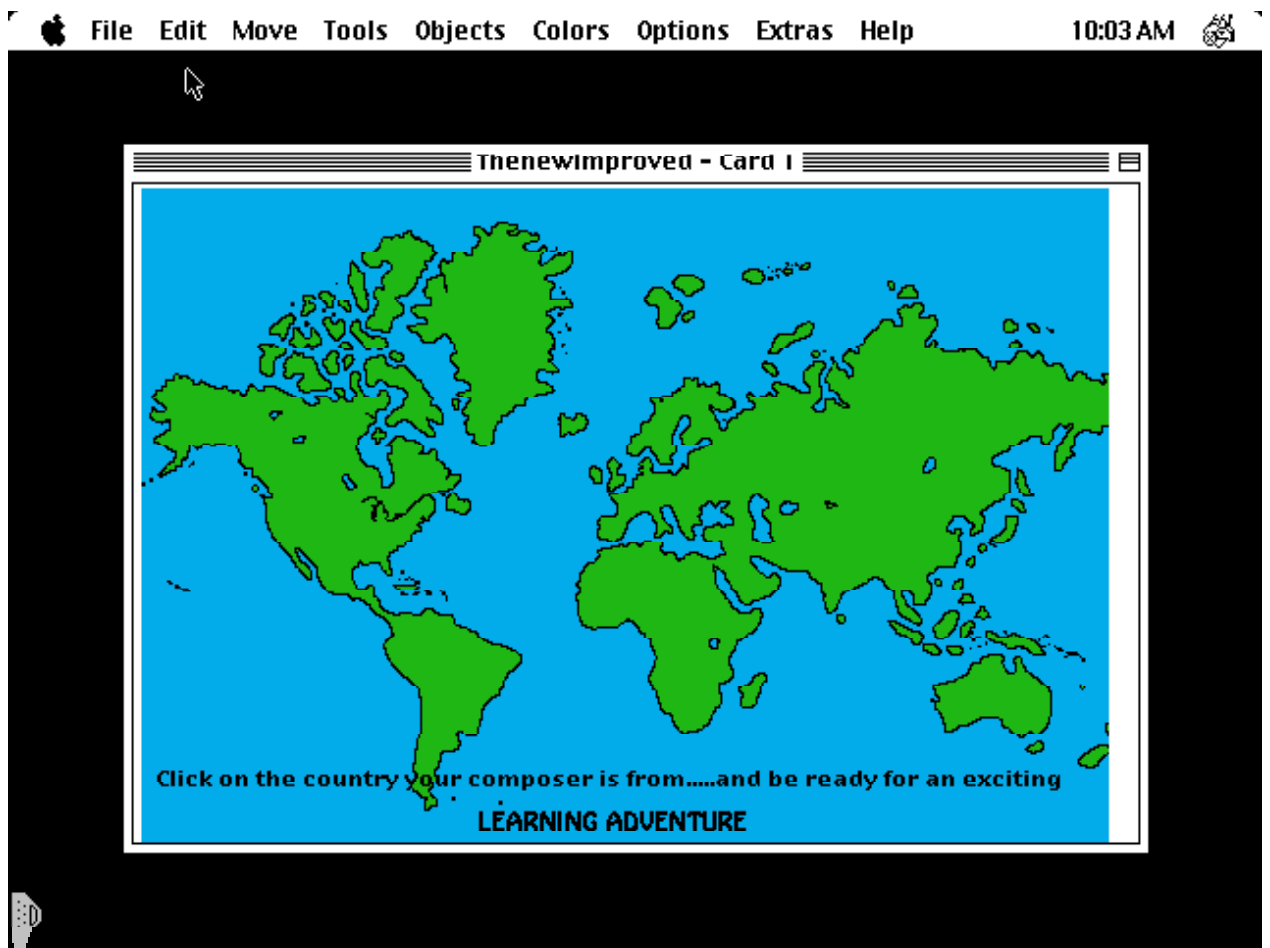 File Edit Move Tools Objects Colors Options Extras Help 10:03 AM
ThenewImproved - Card 1
Click on the country your composer is from.....and be ready for an exciting
LEARNING ADVENTURE